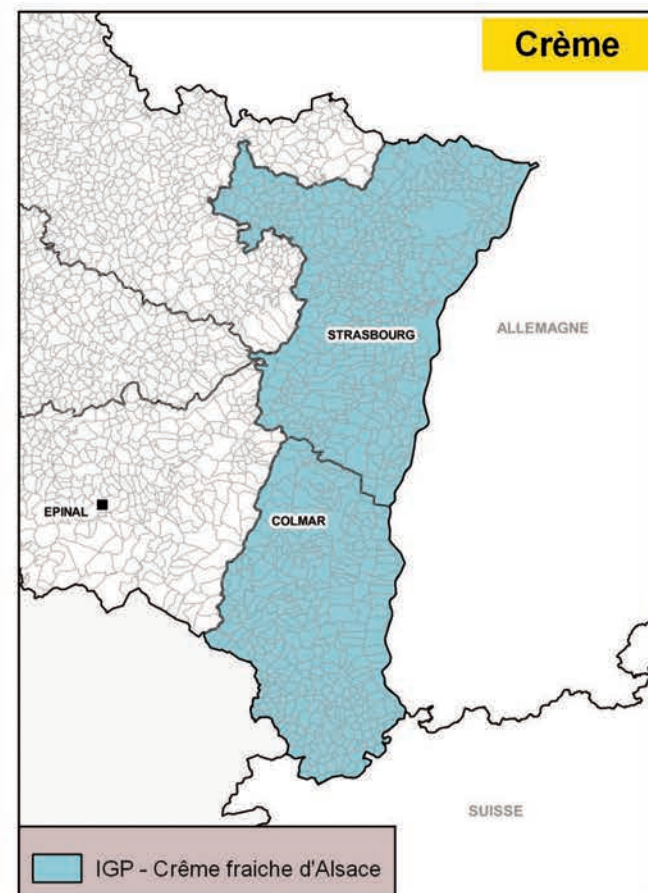 Crème
STRASBOURG
ALLEMAGNE
EPINAL
COLMAR
SUISSE
IGP - Crême fraiche d'Alsace